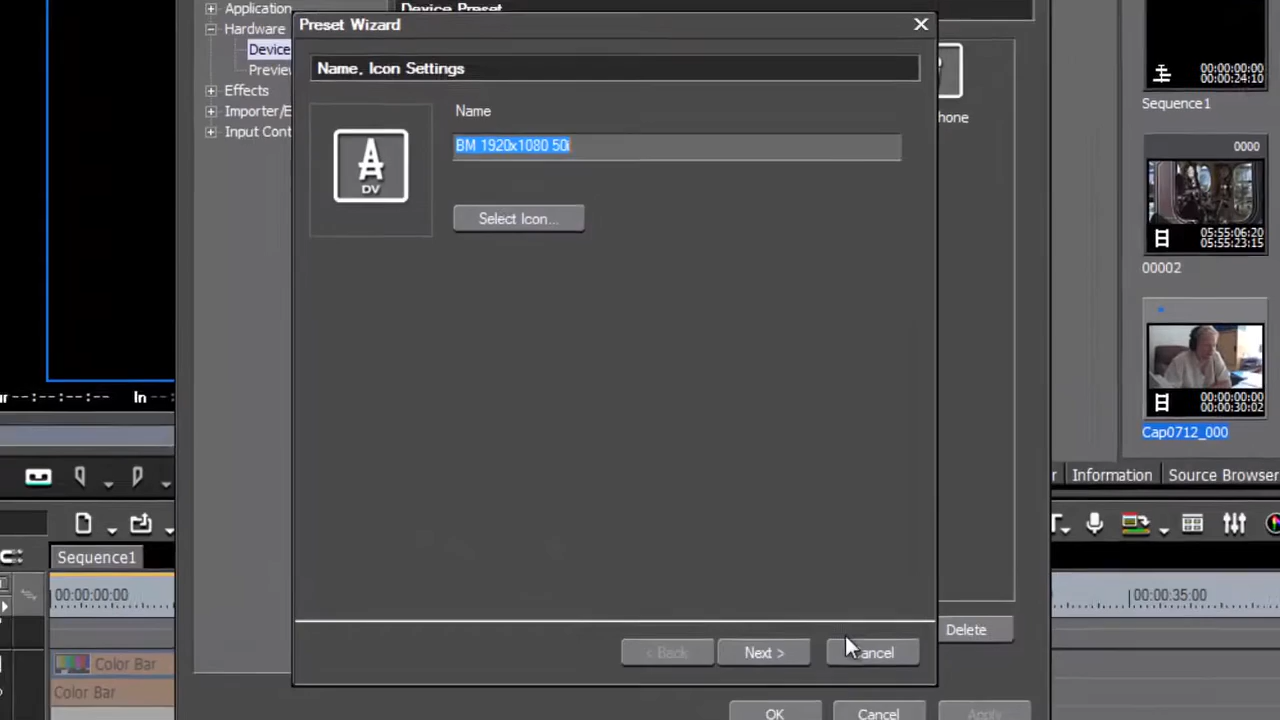 Application
Device Preset
Preset Wizard
Hardware
Device
Name, Icon Settings
Effects
Name
Importer/E
Input Cont
BM 1920x1080 50i
DV
Select Icon...
hone
00:00:00:00
00:00:24:10
Sequence1
0000
05:55:06:20
05:55:23:15
00002
00:00:00:00
00:00:30:02
Cap0712_000
ur --:--:--:--
In --
Information
Source Browser
Sequence1
00:00:00:00
00:00:35:00
Delete
< Back
Next >
Cancel
Color Bar
Color Bar
OK
Cancel
Apply